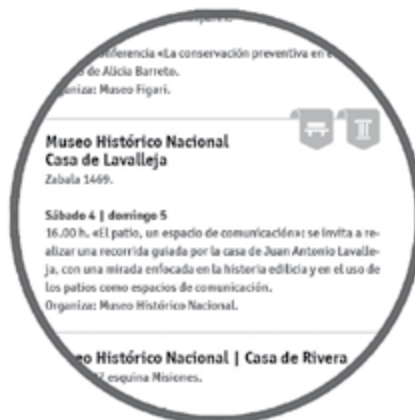 «La conservación preventiva en
de Alicia Barreto.
Museo Figari.
Museo Histórico Nacional
Casa de Lavalleja
Zabala 1469.
Sábado 4 | domingo 5
16.00 h. «El patio, un espacio de comunicación»: se invita a re-
alizar una recorrida guiada por la casa de Juan Antonio Lavalle-
ja, con una mirada enfocada en la historia edilicia y en el uso de
los patios como espacios de comunicación.
Organiza: Museo Histórico Nacional.
Histórico Nacional | Casa de Rivera
esquina Misiones.